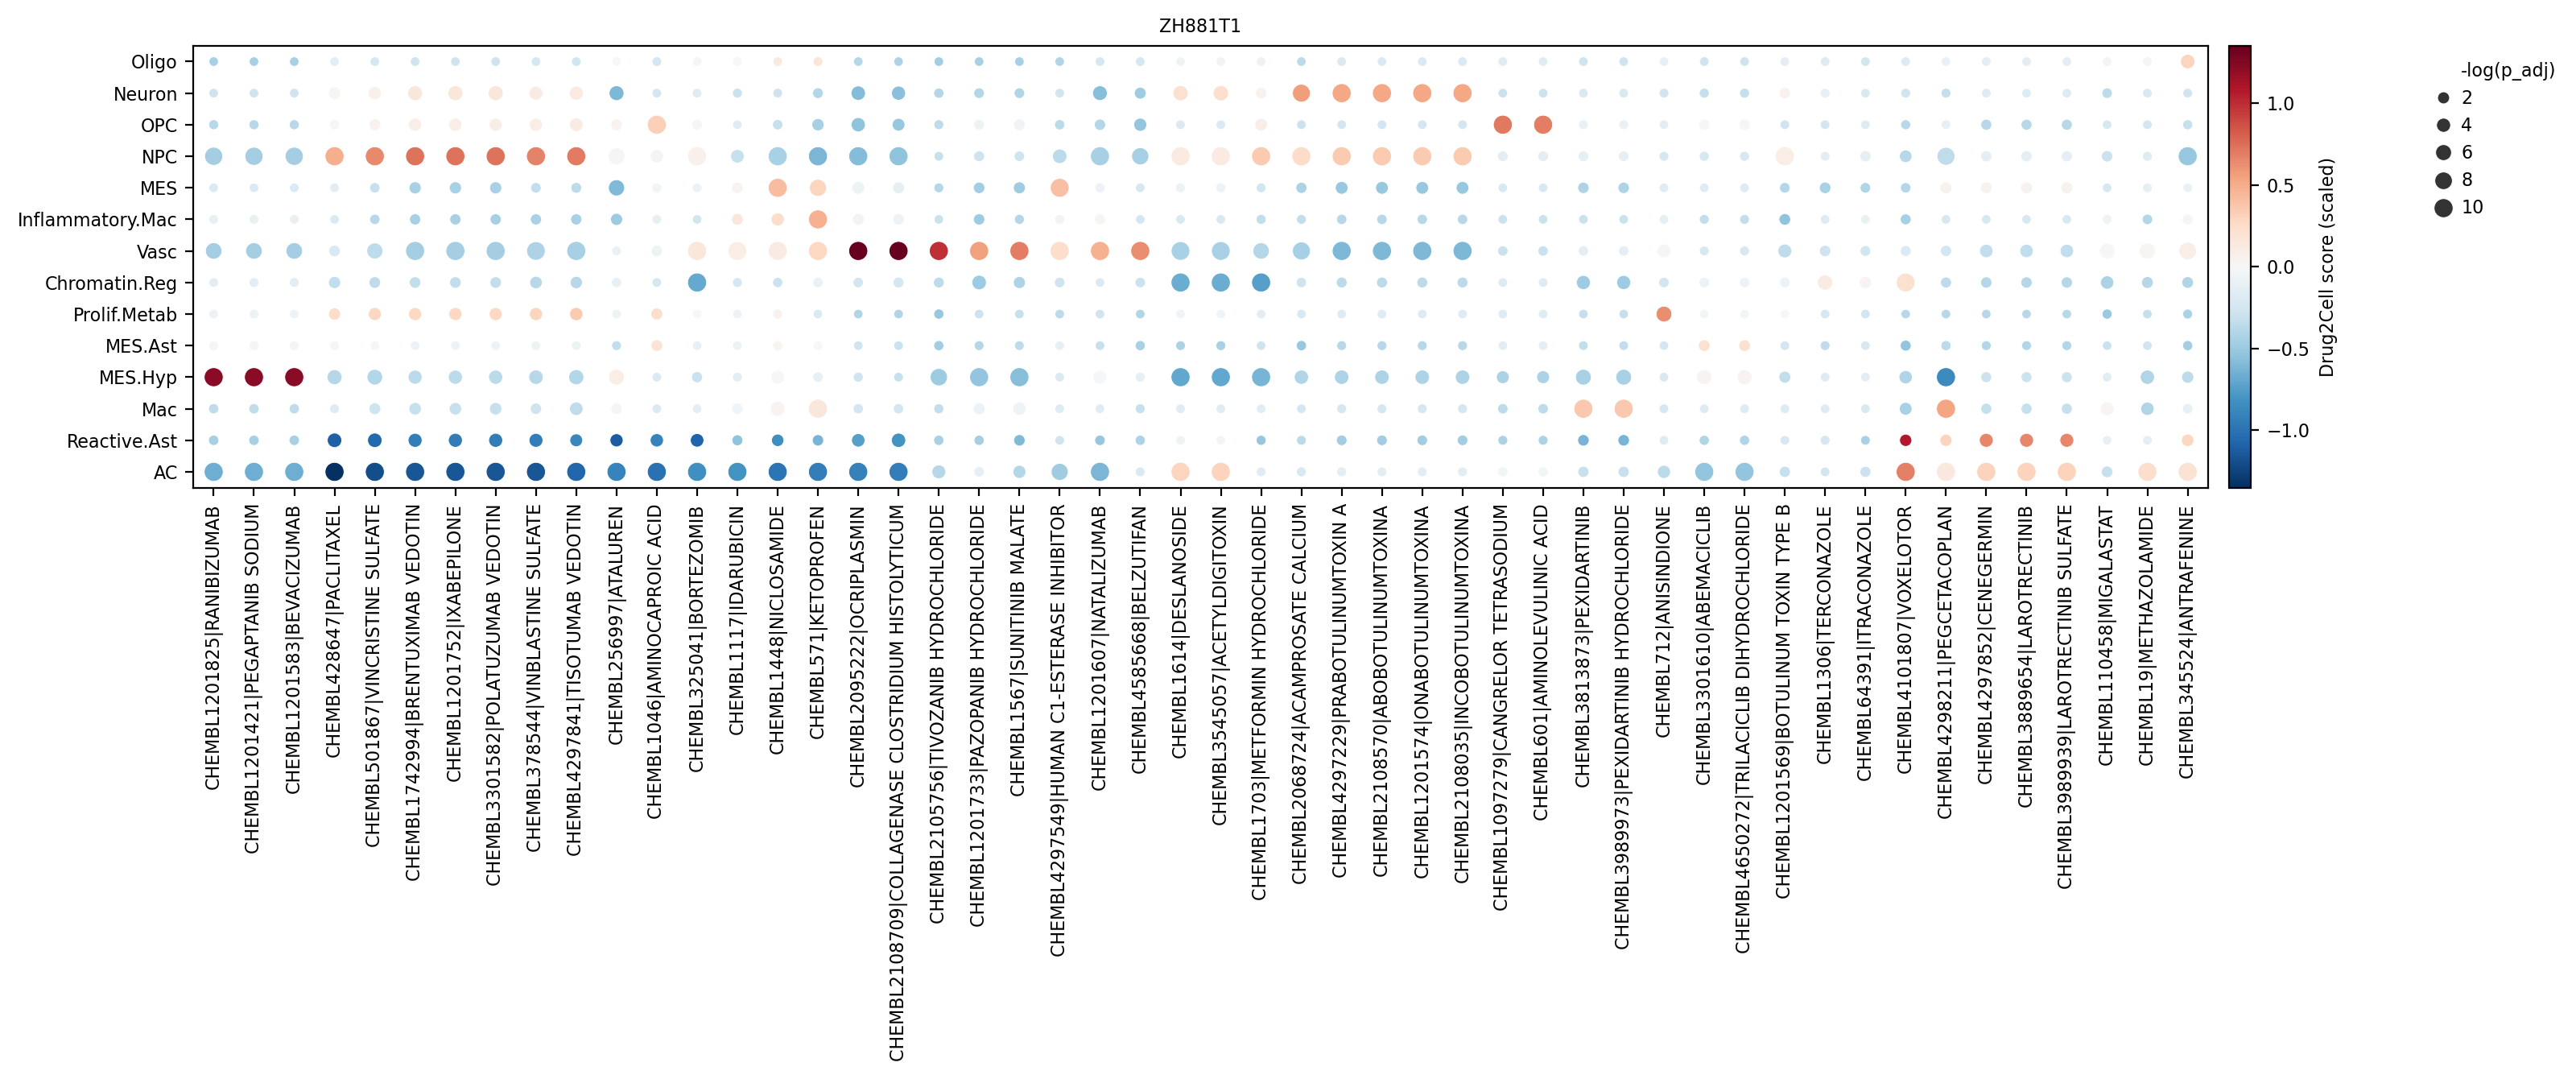 ZH881T1
Oligo
Neuron
OPC
NPC
MES
Inflammatory.Mac
Vasc
Chromatin.Reg
Prolif.Metab
MES.Ast
MES.Hyp
Mac
Reactive.Ast
AC
CHEMBL1201825|RANIBIZUMAB
CHEMBL1201421|PEGAPTANIB SODIUM
CHEMBL1201583|BEVACIZUMAB
CHEMBL428647|PACLITAXEL
CHEMBL501867|VINCRISTINE SULFATE
CHEMBL1742994|BRENTUXIMAB VEDOTIN
CHEMBL1201752|IXABEPILONE
CHEMBL3301582|POLATUZUMAB VEDOTIN
CHEMBL378544|VINBLASTINE SULFATE
CHEMBL4297841|TISOTUMAB VEDOTIN
CHEMBL256997|ATALUREN
CHEMBL1046|AMINOCAPROIC ACID
CHEMBL325041|BORTEZOMIB
CHEMBL1117|IDARUBICIN
CHEMBL1448|NICLOSAMIDE
CHEMBL571|KETOPROFEN
CHEMBL2095222|OCRIPLASMIN
CHEMBL2108709|COLLAGENASE CLOSTRIDIUM HISTOLYTICUM
CHEMBL2105756|TIVOZANIB HYDROCHLORIDE
CHEMBL1201733|PAZOPANIB HYDROCHLORIDE
CHEMBL1567|SUNITINIB MALATE
CHEMBL4297549|HUMAN C1-ESTERASE INHIBITOR
CHEMBL1201607|NATALIZUMAB
CHEMBL4585668|BELZUTIFAN
CHEMBL1614|DESLANOSIDE
CHEMBL3545057|ACETYLDIGITOXIN
CHEMBL1703|METFORMIN HYDROCHLORIDE
CHEMBL2068724|ACAMPROSATE CALCIUM
CHEMBL4297229|PRABOTULINUMTOXIN A
CHEMBL2108570|ABOBOTULINUMTOXINA
CHEMBL1201574|ONABOTULINUMTOXINA
CHEMBL2108035|INCOBOTULINUMTOXINA
CHEMBL1097279|CANGRELOR TETRASODIUM
CHEMBL601|AMINOLEVULINIC ACID
CHEMBL3813873|PEXIDARTINIB
CHEMBL3989973|PEXIDARTINIB HYDROCHLORIDE
CHEMBL712|ANISINDIONE
CHEMBL3301610|ABEMACICLIB
CHEMBL4650272|TRILACICLIB DIHYDROCHLORIDE
CHEMBL1201569|BOTULINUM TOXIN TYPE B
CHEMBL1306|TERCONAZOLE
CHEMBL64391|ITRACONAZOLE
CHEMBL4101807|VOXELOTOR
CHEMBL4298211|PEGCETACOPLAN
CHEMBL4297852|CENEGERMIN
CHEMBL3889654|LAROTRECTINIB
CHEMBL3989939|LAROTRECTINIB SULFATE
CHEMBL110458|MIGALASTAT
CHEMBL19|METHAZOLAMIDE
CHEMBL345524|ANTRAFENINE
1.0
0.5
0.0
−0.5
−1.0
Drug2Cell score (scaled)
-log(p_adj)
2
4
6
8
10